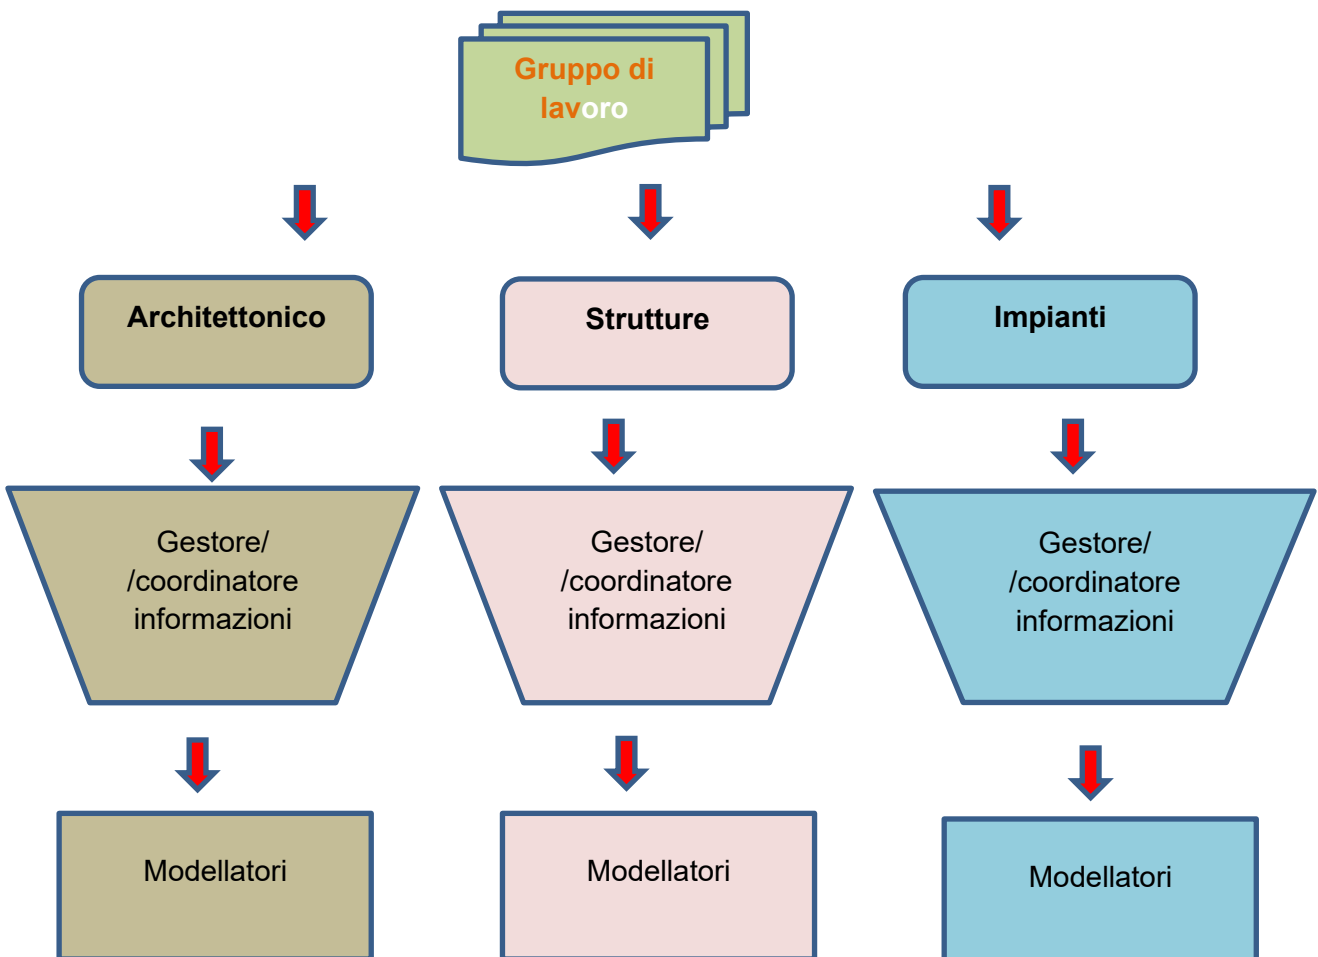 Gruppo di
lavoro
Architettonico
Strutture
Impianti
Gestore/
/coordinatore
informazioni
Gestore/
/coordinatore
informazioni
Gestore/
/coordinatore
informazioni
Modellatori
Modellatori
Modellatori